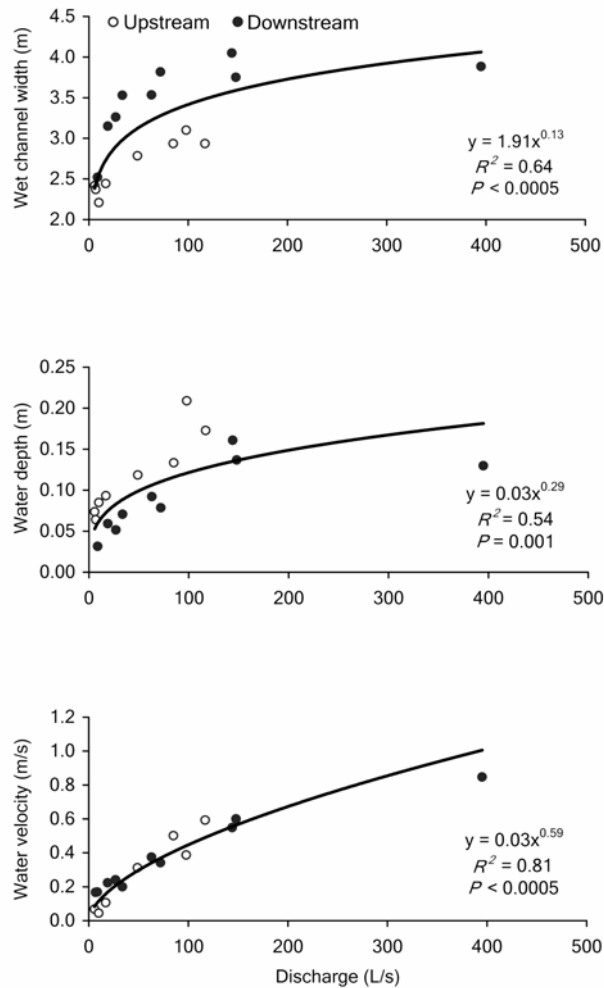 Upstream Downstream
4.5
4.0
3.5
3.0
2.5
2.0
Wet channel width (m)
y = 1.91x^0.13
R² = 0.64
P < 0.0005
0 100 200 300 400 500
0.25
0.20
0.15
0.10
0.05
0.00
Water depth (m)
y = 0.03x^0.29
R² = 0.54
P = 0.001
0 100 200 300 400 500
1.2
1.0
0.8
0.6
0.4
0.2
0.0
Water velocity (m/s)
y = 0.03x^0.59
R² = 0.81
P < 0.0005
0 100 200 300 400 500
Discharge (L/s)